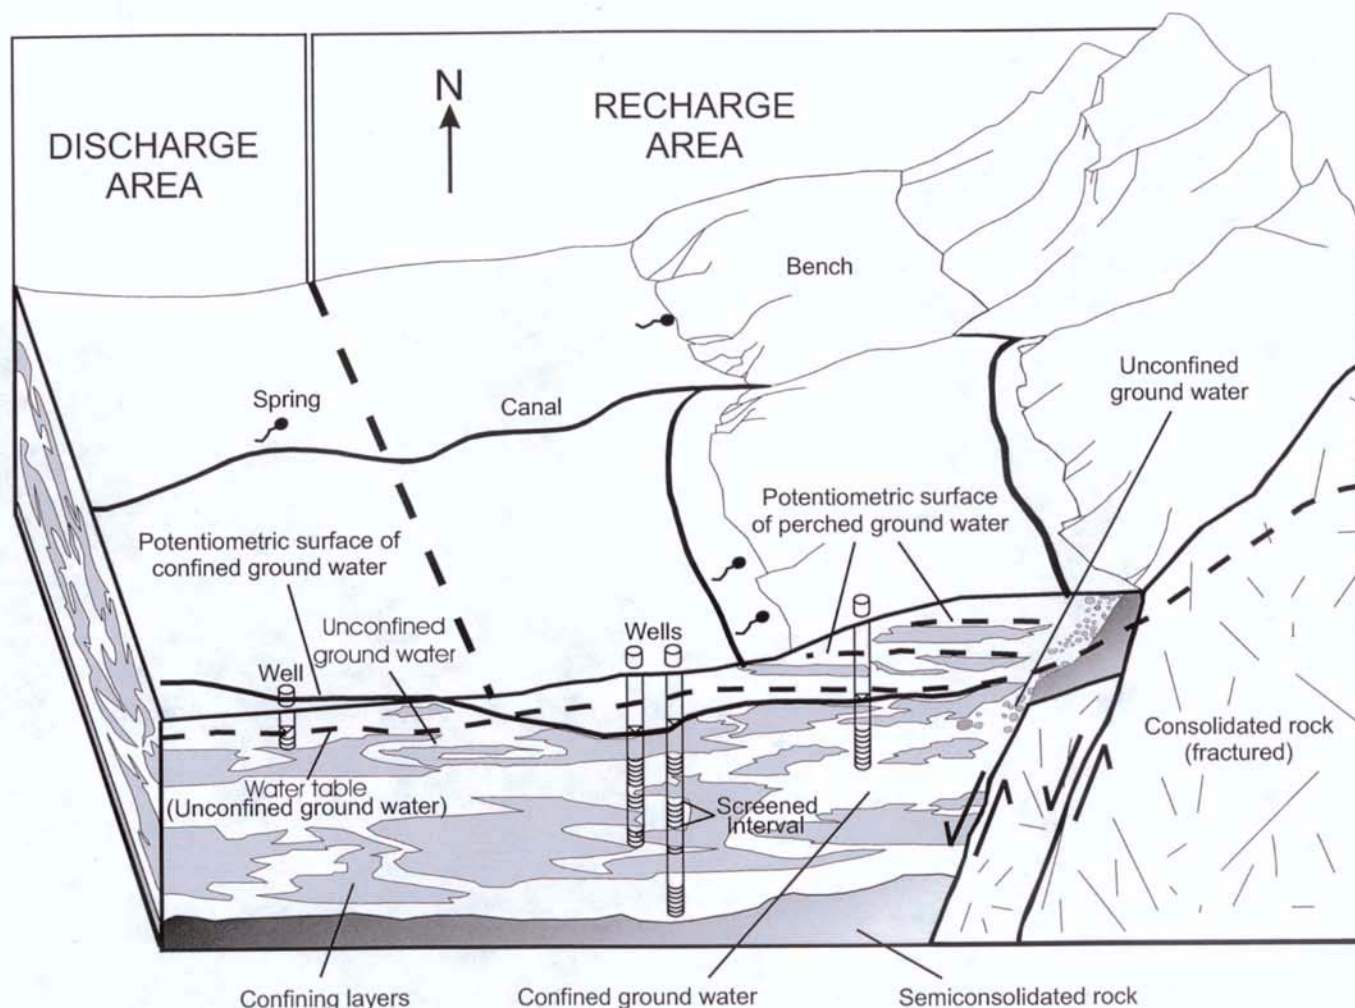 DISCHARGE
AREA
N
RECHARGE
AREA
Bench
Unconfined
ground water
Spring
Canal
Potentiometric surface
of perched ground water
Potentiometric surface of
confined ground water
Unconfined
ground water
Wells
Well
Consolidated rock
(fractured)
Water table
(Unconfined ground water)
Screened
Interval
Confining layers
Confined ground water
Semiconsolidated rock